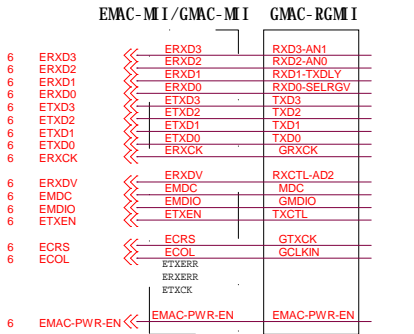 EMAC-MII/GMAC-MII GMAC-RGMII
6 ERXD3 ERXD3 RXD3-AN1
6 ERXD2 ERXD2 RXD2-AN0
6 ERXD1 ERXD1 RXD1-TXDLY
6 ERXD0 ERXD0 RXD0-SELRGV
6 ETXD3 ETXD3 TXD3
6 ETXD2 ETXD2 TXD2
6 ETXD1 ETXD1 TXD1
6 ETXD0 ETXD0 TXD0
6 ERXCK ERXCK GRXCK
6 ERXDV ERXDV RXCTL-AD2
6 EMDC EMDC MDC
6 EMDIO EMDIO GMDIO
6 ETXEN ETXEN TXCTL
6 ECRS ECRS GTXCK
6 ECOL ECOL GCLKIN
ETXERR
ERXERR
ETXCK
6 EMAC-PWR-EN EMAC-PWR-EN EMAC-PWR-EN